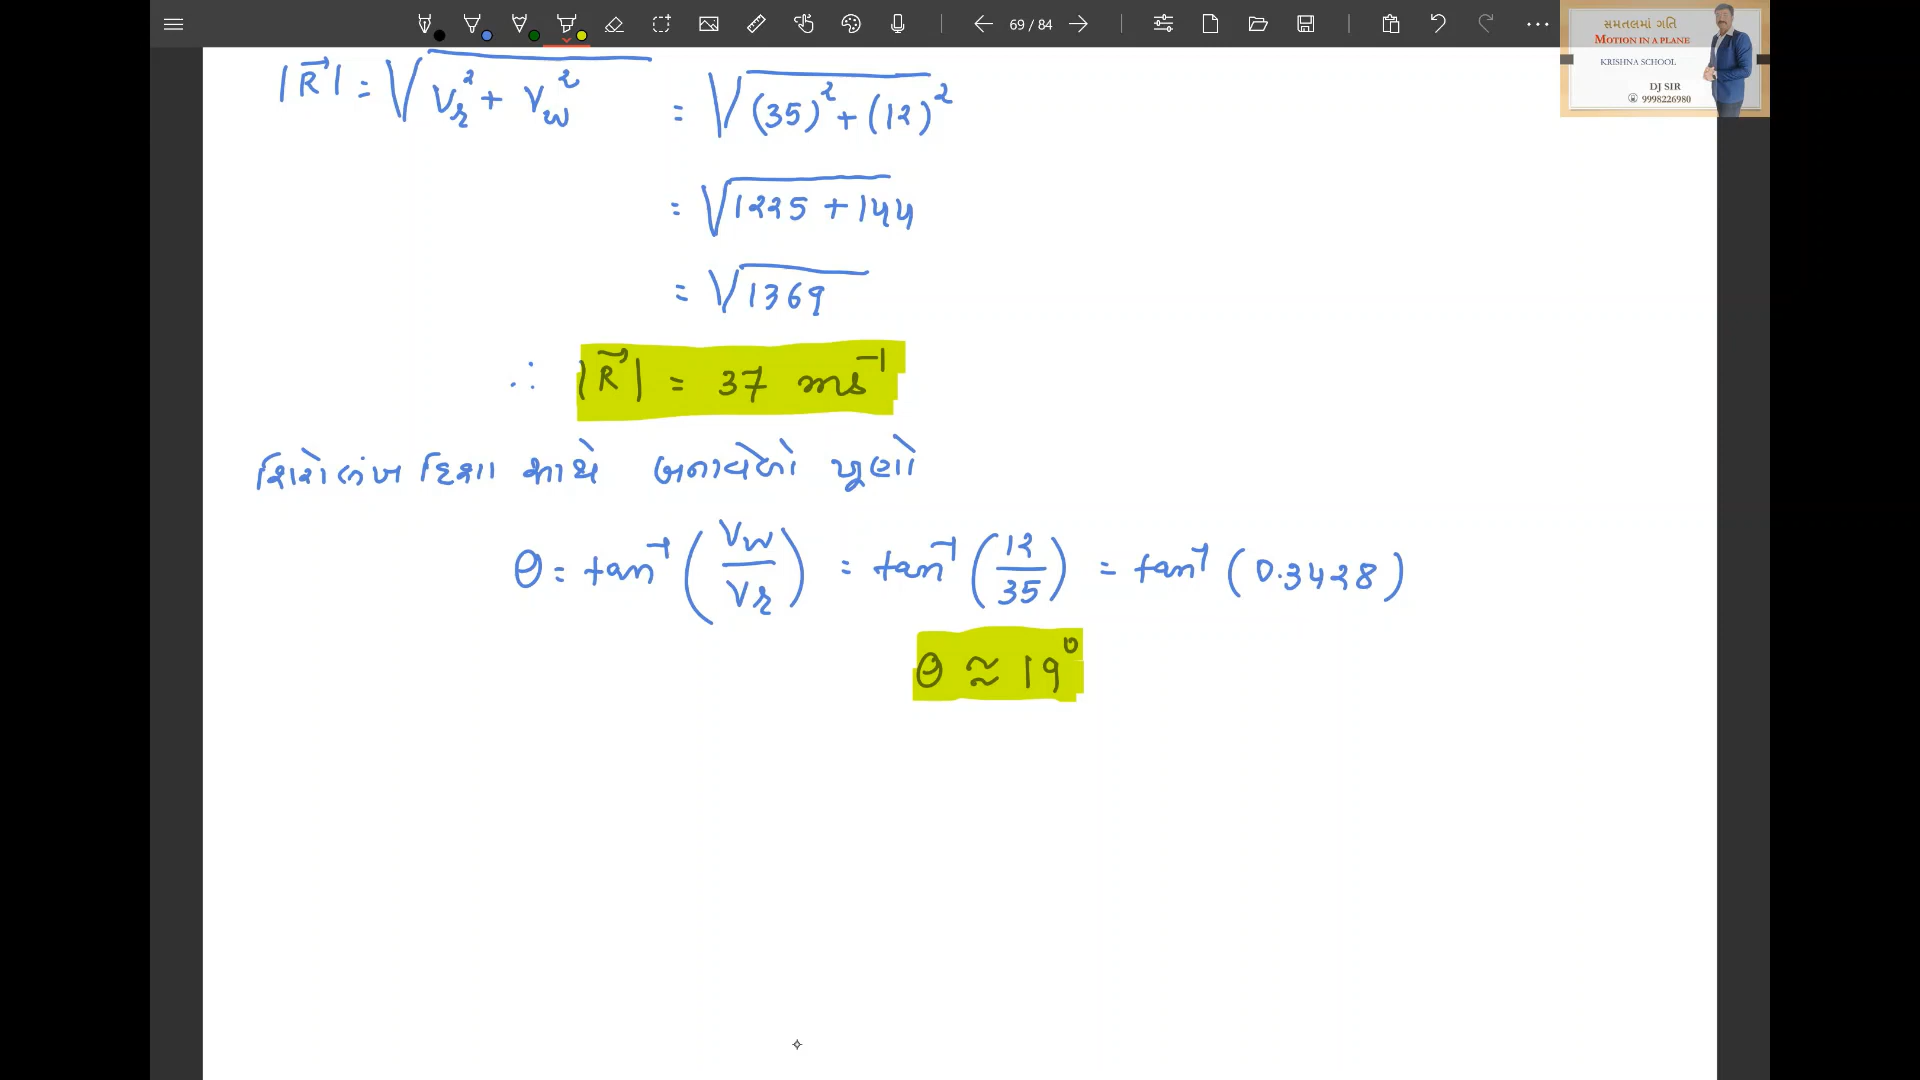 69 / 84
સમતલમાં ગતિ
MOTION IN A PLANE
KRISHNA SCHOOL
DJ SIR
9998226980
|R⃗| = √(Vr² + Vw²) = √((35)² + (12)²)
= √(1225 + 144)
= √1369
∴ |R⃗| = 37 ms⁻¹
શિરોલંબ દિશા સાથે બનાવેલો ખૂણો
θ = tan⁻¹ (Vw/Vr) = tan⁻¹ (12/35) = tan⁻¹ (0.3428)
θ ≈ 19°